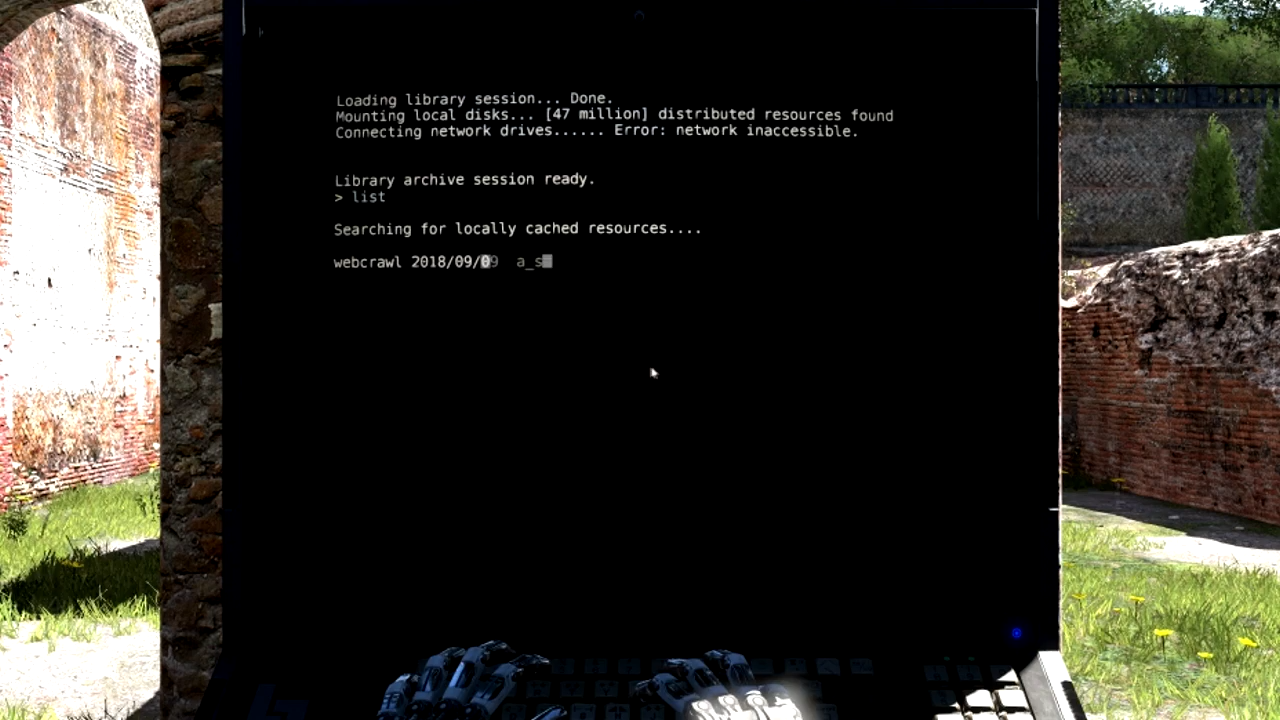 Loading library session... Done.
Mounting local disks... [47 million] distributed resources found
Connecting network drives...... Error: network inaccessible.
Library archive session ready.
> list
Searching for locally cached resources....
webcrawl 2018/09/09  a_s